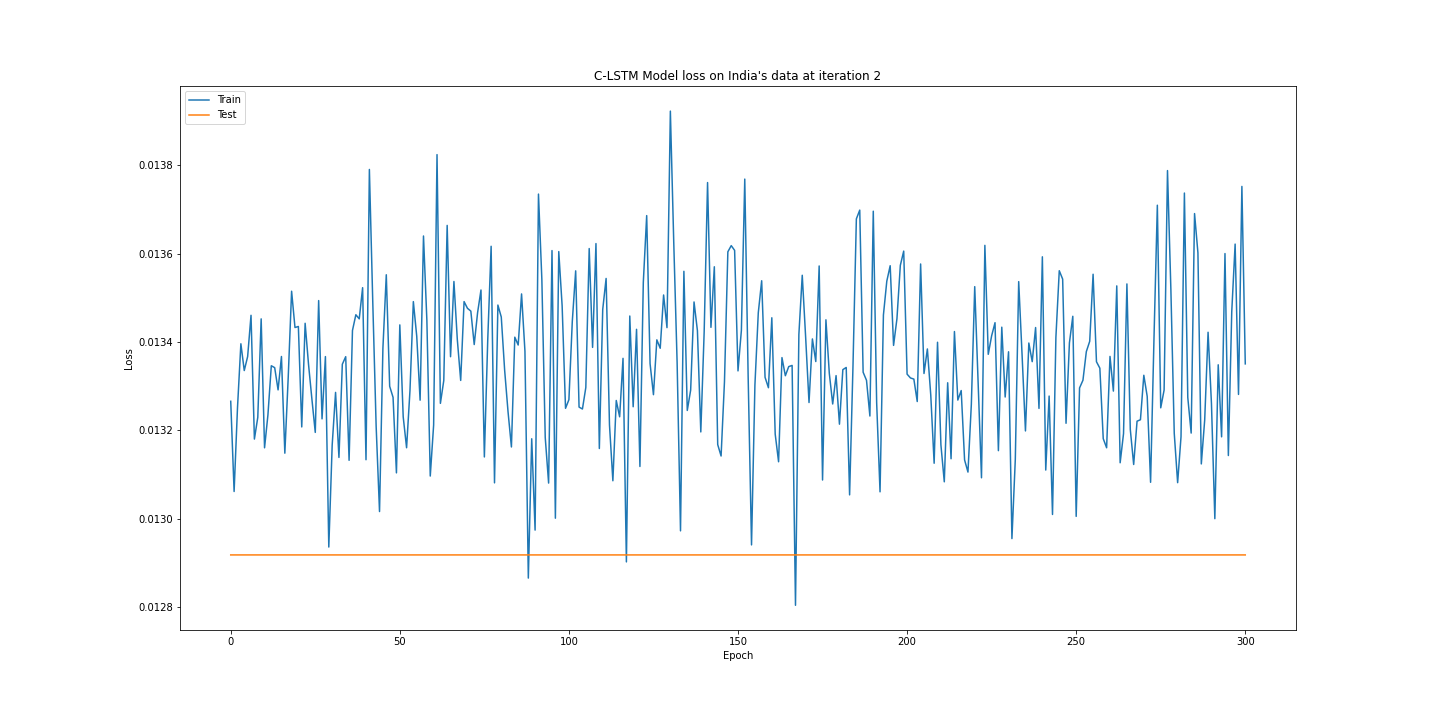 C-LSTM Model loss on India's data at iteration 2
Train
Test
0.0138
0.0136
0.0134
0.0132
0.0130
0.0128
Loss
0 50 100 150 200 250 300
Epoch